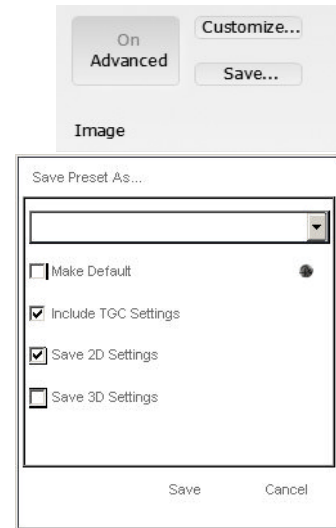 On
Advanced
Customize...
Save...
Image
Save Preset As...
Make Default
Include TGC Settings
Save 2D Settings
Save 3D Settings
Save
Cancel